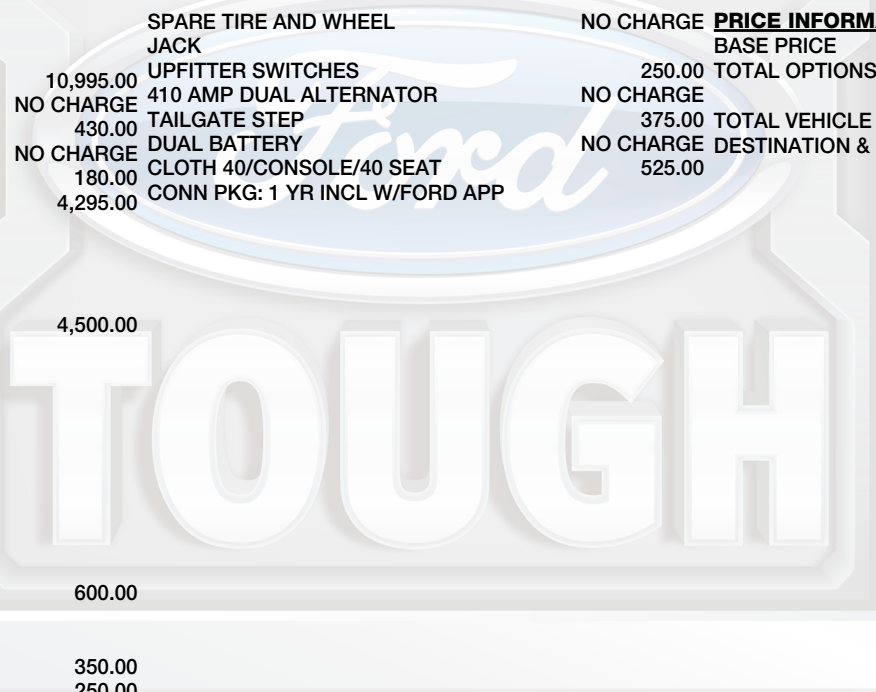 10,995.00
NO CHARGE
430.00
NO CHARGE
180.00
4,295.00
4,500.00
600.00
350.00
250.00
SPARE TIRE AND WHEEL NO CHARGE
JACK
UPFITTER SWITCHES 250.00
410 AMP DUAL ALTERNATOR NO CHARGE
TAILGATE STEP 375.00
DUAL BATTERY NO CHARGE
CLOTH 40/CONSOLE/40 SEAT 525.00
CONN PKG: 1 YR INCL W/FORD APP
PRICE INFORMA
BASE PRICE
TOTAL OPTIONS
TOTAL VEHICLE
DESTINATION &
Ford
TOUGH